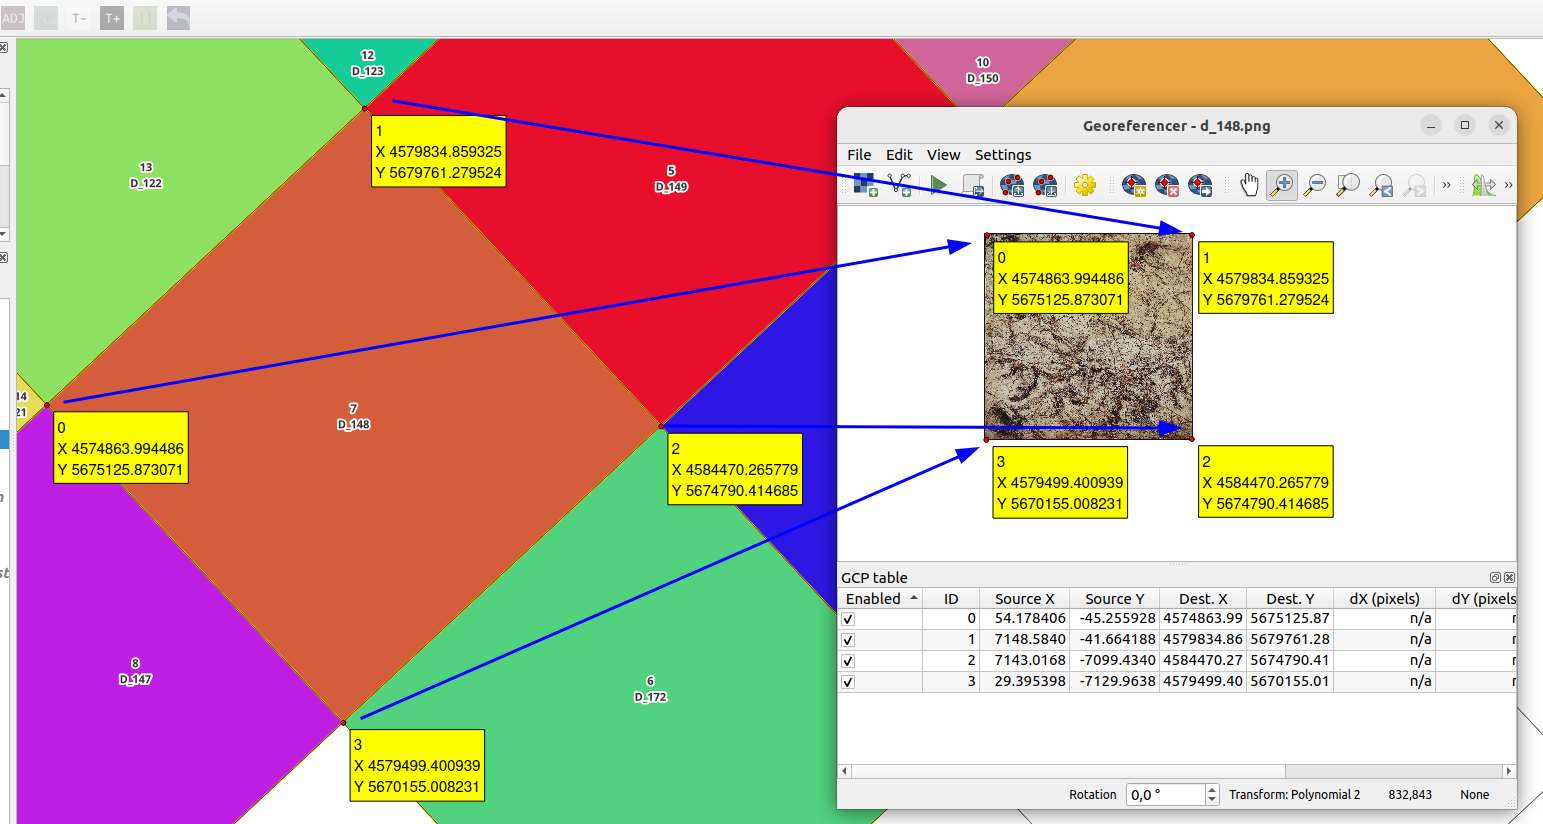 ADJ
T-
T+
12
D_123
10
D_150
13
D_122
5
D_149
1
X 4579834.859325
Y 5679761.279524
14
21
7
D_148
0
X 4574863.994486
Y 5675125.873071
2
X 4584470.265779
Y 5674790.414685
8
D_147
6
D_172
3
X 4579499.400939
Y 5670155.008231
n
st
Georeferencer - d_148.png
File Edit View Settings
»
»
0
X 4574863.994486
Y 5675125.873071
1
X 4579834.859325
Y 5679761.279524
3
X 4579499.400939
Y 5670155.008231
2
X 4584470.265779
Y 5674790.414685
GCP table
Enabled ID Source X Source Y Dest. X Dest. Y dX (pixels) dY (pixels
0 54.178406 -45.255928 4574863.99 5675125.87 n/a
1 7148.5840 -41.664188 4579834.86 5679761.28 n/a
2 7143.0168 -7099.4340 4584470.27 5674790.41 n/a
3 29.395398 -7129.9638 4579499.40 5670155.01 n/a
Rotation 0,0 ° Transform: Polynomial 2 832,843 None